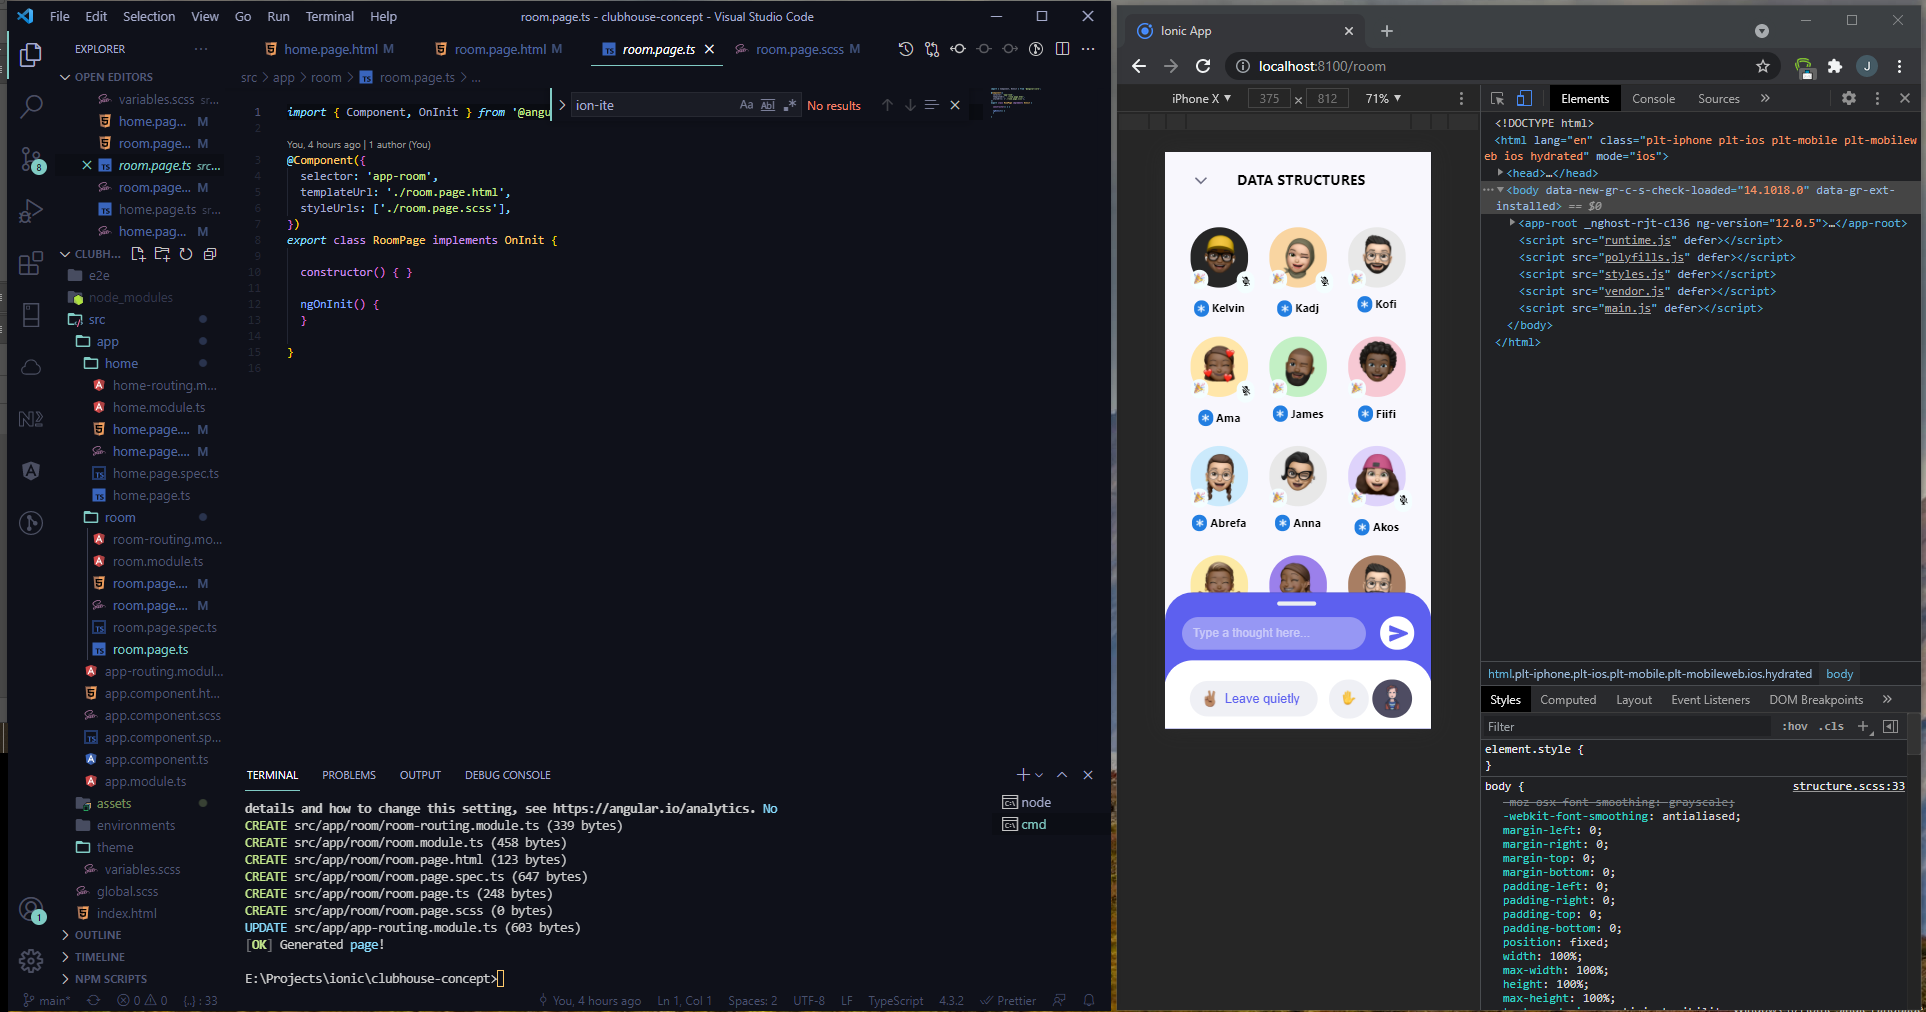 File Edit Selection View Go Run Terminal Help
room.page.ts - clubhouse-concept - Visual Studio Code
EXPLORER
home.page.html M
room.page.html M
room.page.ts
room.page.scss M
OPEN EDITORS
src > app > room > room.page.ts > ...
variables.scss src...
home.pag... M
room.page... M
room.page.ts src...
room.page... M
home.page.ts src...
home.pag... M
CLUBH...
e2e
node_modules
src
app
home
home-routing.m...
home.module.ts
home.page.... M
home.page.... M
home.page.spec.ts
home.page.ts
room
room-routing.mo...
room.module.ts
room.page.... M
room.page.... M
room.page.spec.ts
room.page.ts
app-routing.modul...
app.component.ht...
app.component.scss
app.component.sp...
app.component.ts
app.module.ts
assets
environments
theme
variables.scss
global.scss
index.html
OUTLINE
TIMELINE
NPM SCRIPTS
8
1
ion-ite
Aa Abl .*
No results
1 import { Component, OnInit } from '@angu
2
You, 4 hours ago | 1 author (You)
3 @Component({
4 selector: 'app-room',
5 templateUrl: './room.page.html',
6 styleUrls: ['./room.page.scss'],
7 })
8 export class RoomPage implements OnInit {
9
10 constructor() { }
11
12 ngOnInit() {
13 }
14
15 }
16
TERMINAL PROBLEMS OUTPUT DEBUG CONSOLE
node
cmd
details and how to change this setting, see https://angular.io/analytics. No
CREATE src/app/room/room-routing.module.ts (339 bytes)
CREATE src/app/room/room.module.ts (458 bytes)
CREATE src/app/room/room.page.html (123 bytes)
CREATE src/app/room/room.page.spec.ts (647 bytes)
CREATE src/app/room/room.page.ts (248 bytes)
CREATE src/app/room/room.page.scss (0 bytes)
UPDATE src/app/app-routing.module.ts (603 bytes)
[OK] Generated page!
E:\Projects\ionic\clubhouse-concept>
main* 0 0 {..} : 33
You, 4 hours ago Ln 1, Col 1 Spaces: 2 UTF-8 LF TypeScript 4.3.2 Prettier
Ionic App
localhost:8100/room
J
iPhone X 375 × 812 71%
DATA STRUCTURES
Kelvin Kadj Kofi
Ama James Fiifi
Abrefa Anna Akos
Type a thought here...
Leave quietly
Elements Console Sources
<!DOCTYPE html>
<html lang="en" class="plt-iphone plt-ios plt-mobile plt-mobilew
eb ios hydrated" mode="ios">
<head>…</head>
<body data-new-gr-c-s-check-loaded="14.1018.0" data-gr-ext-
installed> == $0
<app-root _nghost-rjt-c136 ng-version="12.0.5">…</app-root>
<script src="runtime.js" defer></script>
<script src="polyfills.js" defer></script>
<script src="styles.js" defer></script>
<script src="vendor.js" defer></script>
<script src="main.js" defer></script>
</body>
</html>
html.plt-iphone.plt-ios.plt-mobile.plt-mobileweb.ios.hydrated body
Styles Computed Layout Event Listeners DOM Breakpoints
Filter
:hov .cls
element.style {
}
body {
structure.scss:33
-moz-osx-font-smoothing: grayscale;
-webkit-font-smoothing: antialiased;
margin-left: 0;
margin-right: 0;
margin-top: 0;
margin-bottom: 0;
padding-left: 0;
padding-right: 0;
padding-top: 0;
padding-bottom: 0;
position: fixed;
width: 100%;
max-width: 100%;
height: 100%;
max-height: 100%;